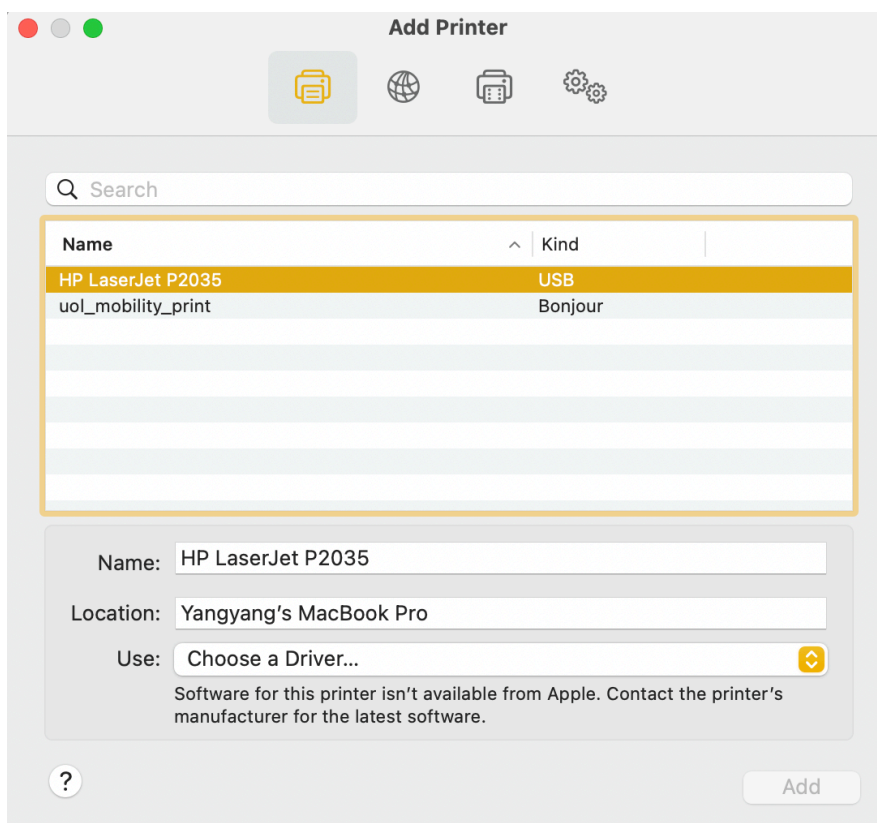 Add Printer
Search
Name Kind
HP LaserJet P2035 USB
uol_mobility_print Bonjour
Name: HP LaserJet P2035
Location: Yangyang’s MacBook Pro
Use: Choose a Driver...
Software for this printer isn’t available from Apple. Contact the printer’s
manufacturer for the latest software.
?
Add